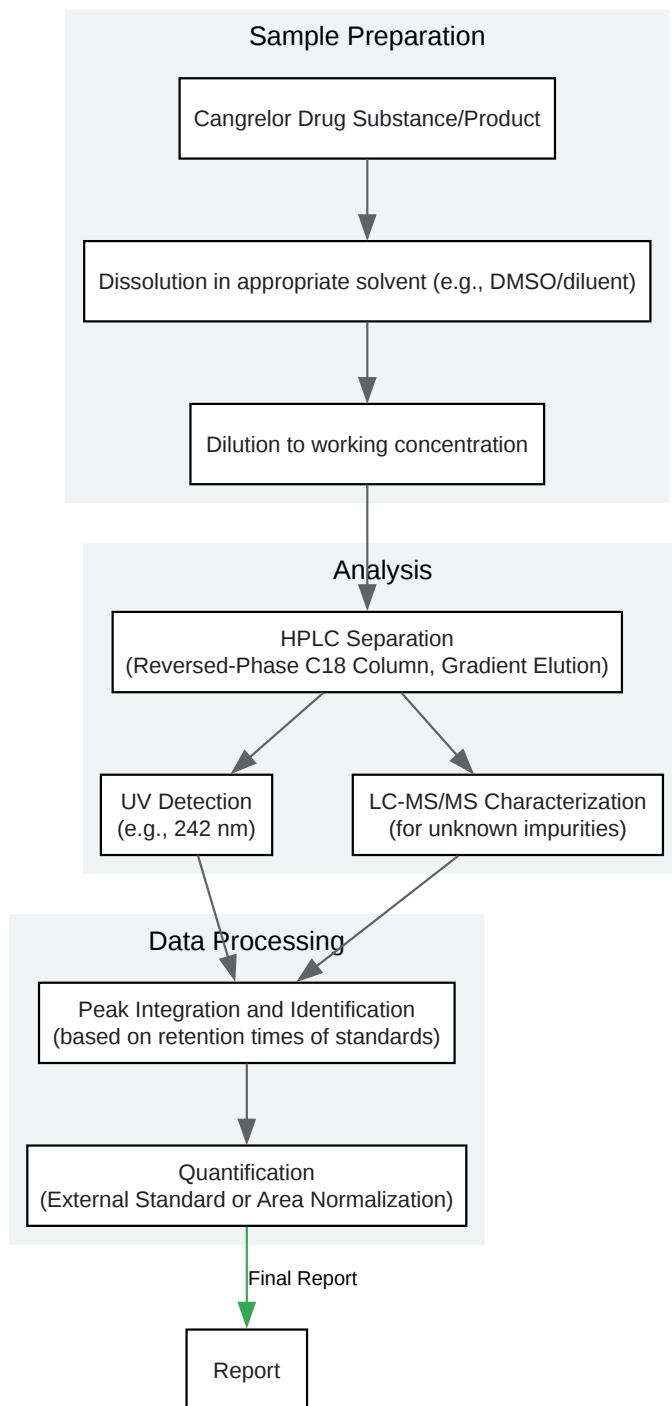 Sample Preparation
Cangrelor Drug Substance/Product
Dissolution in appropriate solvent (e.g., DMSO/diluent)
Dilution to working concentration
Analysis
HPLC Separation
(Reversed-Phase C18 Column, Gradient Elution)
UV Detection
(e.g., 242 nm)
LC-MS/MS Characterization
(for unknown impurities)
Data Processing
Peak Integration and Identification
(based on retention times of standards)
Quantification
(External Standard or Area Normalization)
Final Report
Report